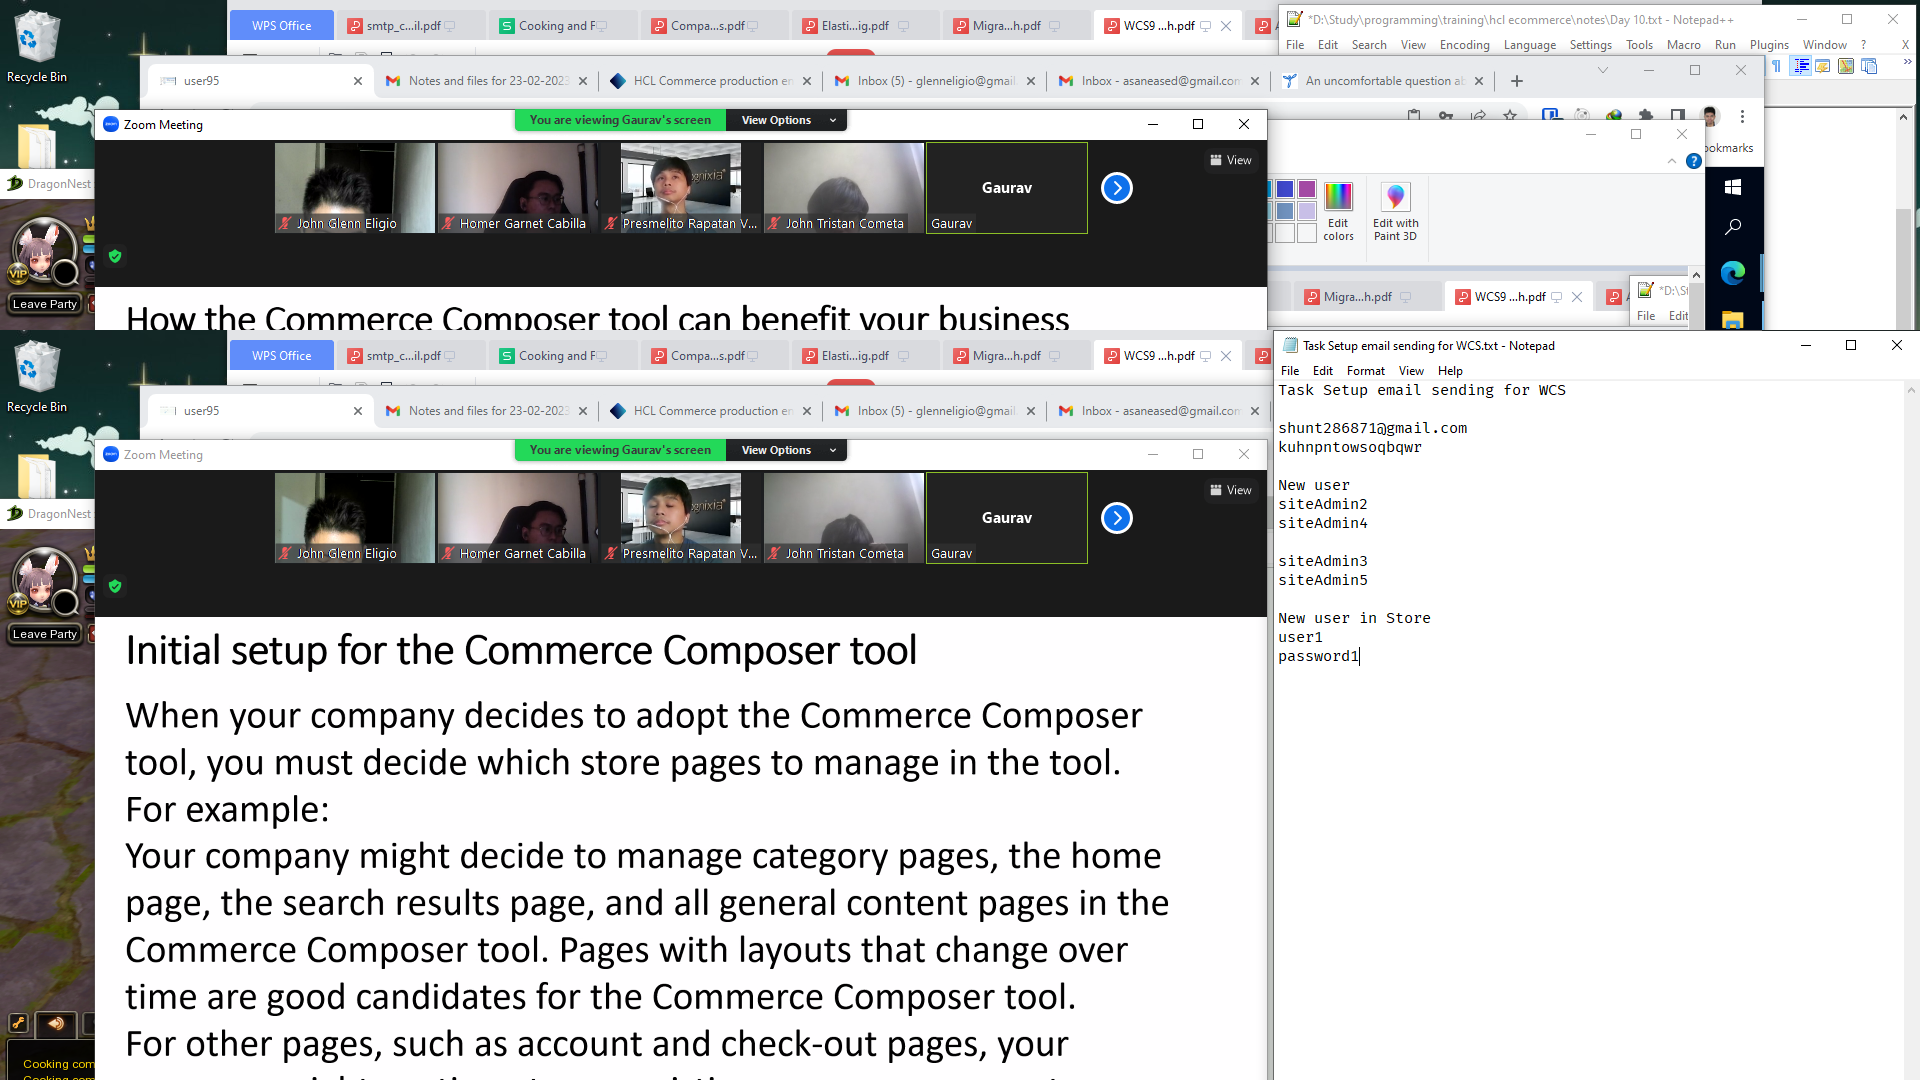 Recycle Bin
DragonNest
VIP
Leave Party
WPS Office
smtp_c...il.pdf
Cooking and F
Compa...s.pdf
Elasti...ig.pdf
Migra...h.pdf
WCS9 ...h.pdf
*D:\Study\programming\training\hcl ecommerce\notes\Day 10.txt - Notepad++
File Edit Search View Encoding Language Settings Tools Macro Run Plugins Window ? X
user95
Notes and files for 23-02-2023
HCL Commerce production en
Inbox (5) - glenneligio@gmail.
Inbox - asaneased@gmail.com
An uncomfortable question ab
ookmarks
Zoom Meeting
You are viewing Gaurav's screen
View Options
View
John Glenn Eligio
Homer Garnet Cabilla
Presmelito Rapatan V...
John Tristan Cometa
Gaurav
Gaurav
Edit colors
Edit with Paint 3D
Migra...h.pdf
WCS9 ...h.pdf
*D:\St
File Edit
How the Commerce Composer tool can benefit your business
Recycle Bin
DragonNest
VIP
Leave Party
Cooking com
Cooking com
WPS Office
smtp_c...il.pdf
Cooking and F
Compa...s.pdf
Elasti...ig.pdf
Migra...h.pdf
WCS9 ...h.pdf
user95
Notes and files for 23-02-2023
HCL Commerce production en
Inbox (5) - glenneligio@gmail.
Inbox - asaneased@gmail.com
Zoom Meeting
You are viewing Gaurav's screen
View Options
View
John Glenn Eligio
Homer Garnet Cabilla
Presmelito Rapatan V...
John Tristan Cometa
Gaurav
Gaurav
Initial setup for the Commerce Composer tool
When your company decides to adopt the Commerce Composer
tool, you must decide which store pages to manage in the tool.
For example:
Your company might decide to manage category pages, the home
page, the search results page, and all general content pages in the
Commerce Composer tool. Pages with layouts that change over
time are good candidates for the Commerce Composer tool.
For other pages, such as account and check-out pages, your
Task Setup email sending for WCS.txt - Notepad
File Edit Format View Help
Task Setup email sending for WCS
shunt286871@gmail.com
kuhnpntowsoqbqwr
New user
siteAdmin2
siteAdmin4
siteAdmin3
siteAdmin5
New user in Store
user1
password1